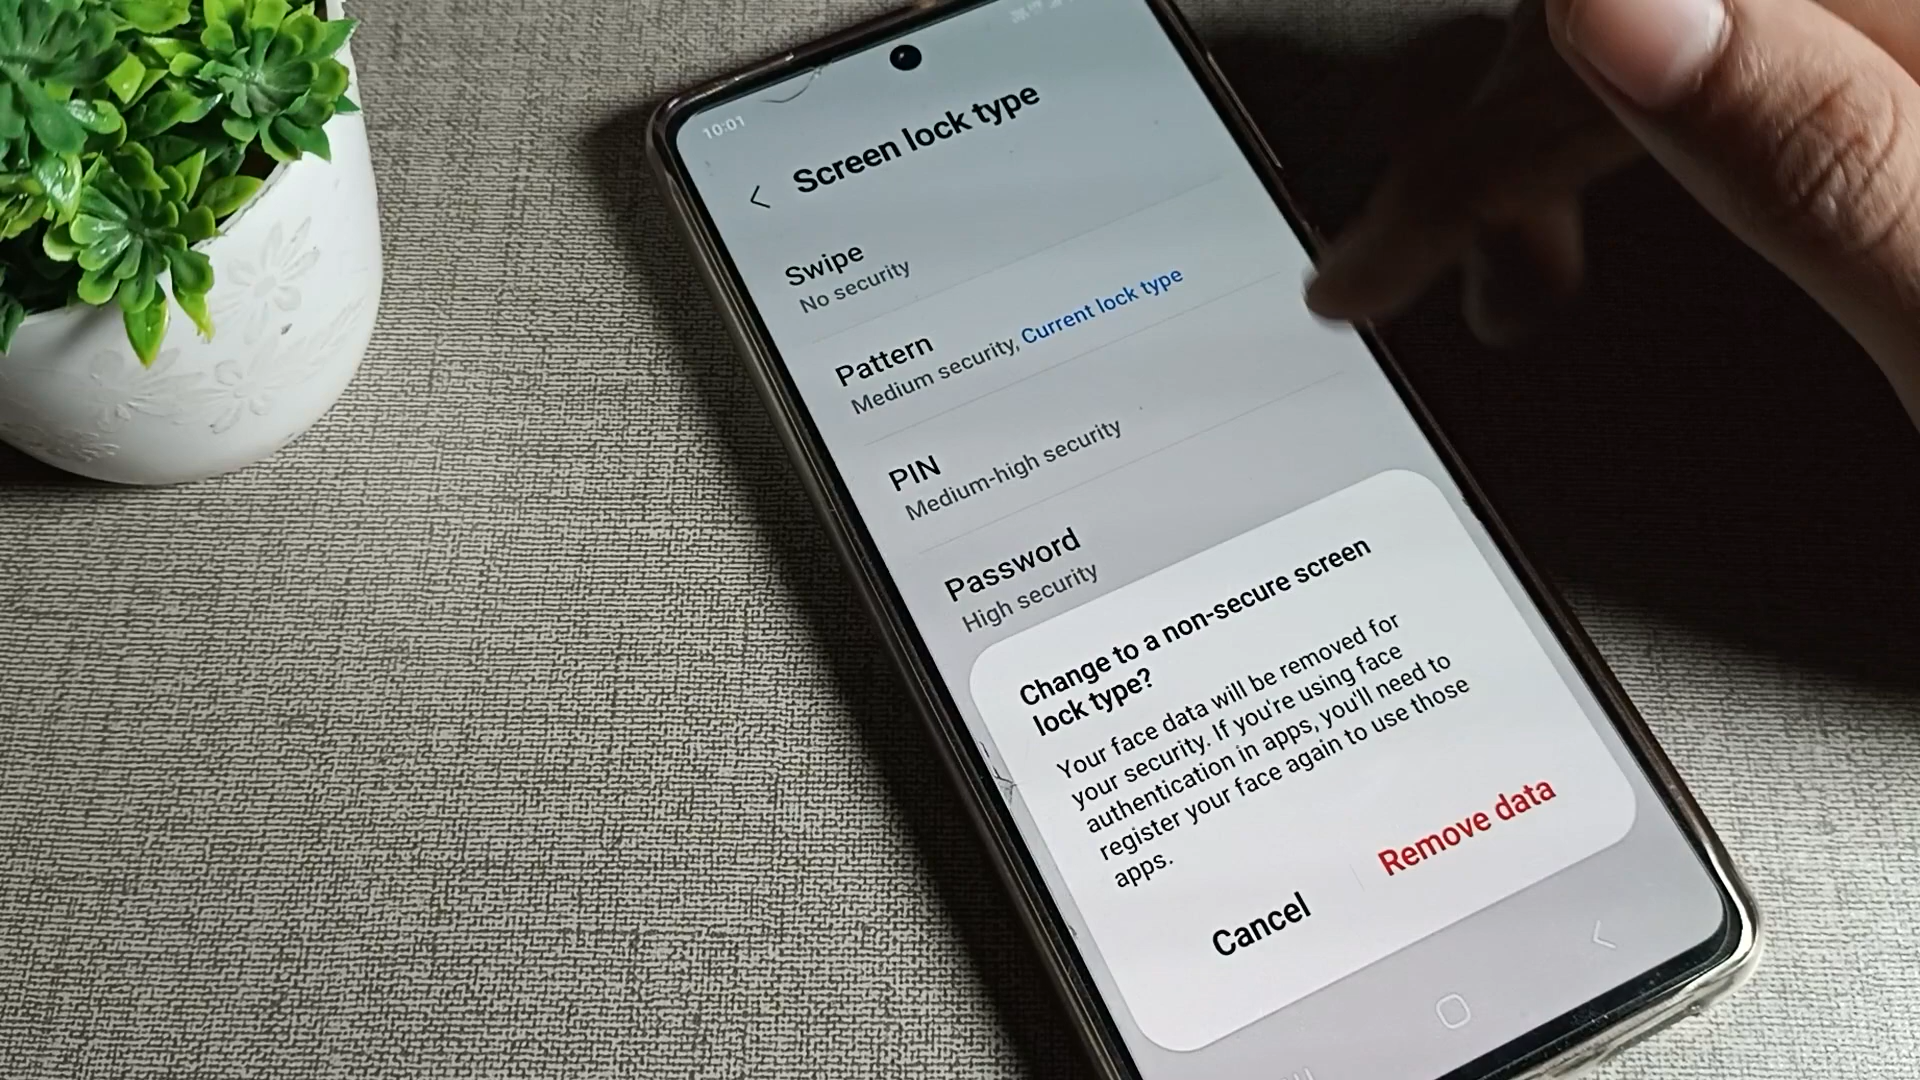 10:01
Screen lock type
Swipe
No security
Pattern
Medium security, Current lock type
PIN
Medium-high security
Password
High security
Change to a non-secure screen
lock type?
Your face data will be removed for
your security. If you're using face
authentication in apps, you'll need to
register your face again to use those
apps.
Cancel
Remove data